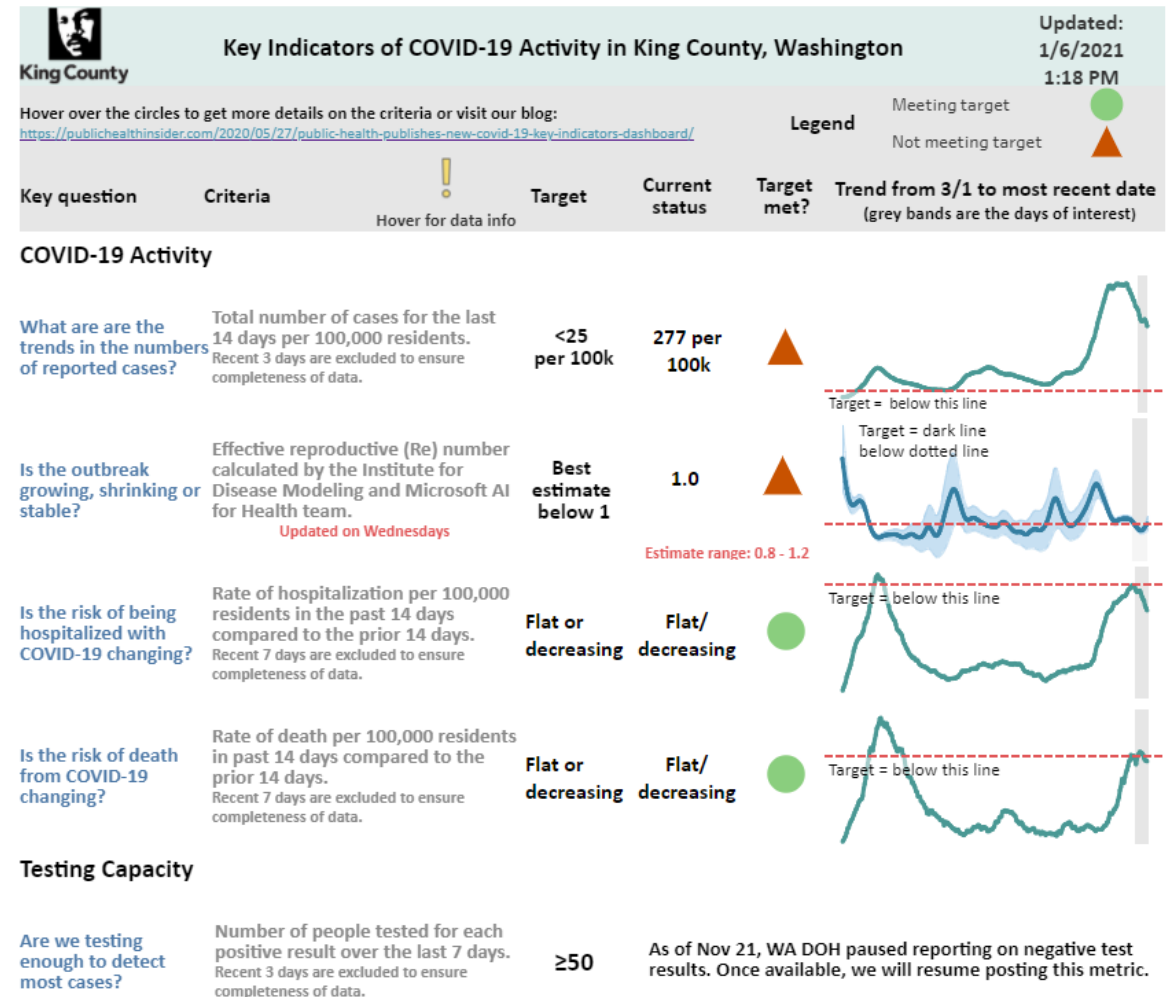 King County
Key Indicators of COVID-19 Activity in King County, Washington
Updated:
1/6/2021
1:18 PM
Hover over the circles to get more details on the criteria or visit our blog:
https://publichealthinsider.com/2020/05/27/public-health-publishes-new-covid-19-key-indicators-dashboard/
Legend
Meeting target
Not meeting target
Key question
Criteria
!
Hover for data info
Target
Current
status
Target
met?
Trend from 3/1 to most recent date
(grey bands are the days of interest)
COVID-19 Activity
What are are the
trends in the numbers
of reported cases?
Total number of cases for the last
14 days per 100,000 residents.
Recent 3 days are excluded to ensure
completeness of data.
<25
per 100k
277 per
100k
Target = below this line
Is the outbreak
growing, shrinking or
stable?
Effective reproductive (Re) number
calculated by the Institute for
Disease Modeling and Microsoft AI
for Health team.
Updated on Wednesdays
Best
estimate
below 1
1.0
Estimate range: 0.8 - 1.2
Target = dark line
below dotted line
Is the risk of being
hospitalized with
COVID-19 changing?
Rate of hospitalization per 100,000
residents in the past 14 days
compared to the prior 14 days.
Recent 7 days are excluded to ensure
completeness of data.
Flat or
decreasing
Flat/
decreasing
Target = below this line
Is the risk of death
from COVID-19
changing?
Rate of death per 100,000 residents
in past 14 days compared to the
prior 14 days.
Recent 7 days are excluded to ensure
completeness of data.
Flat or
decreasing
Flat/
decreasing
Target = below this line
Testing Capacity
Are we testing
enough to detect
most cases?
Number of people tested for each
positive result over the last 7 days.
Recent 3 days are excluded to ensure
completeness of data.
≥50
As of Nov 21, WA DOH paused reporting on negative test
results. Once available, we will resume posting this metric.